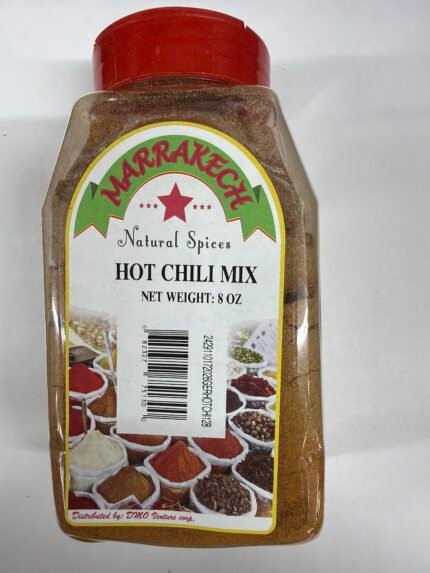 MARRAKECH
Natural Spices
HOT CHILI MIX
NET WEIGHT: 8 OZ
Distributed by: DMO Venture corp.